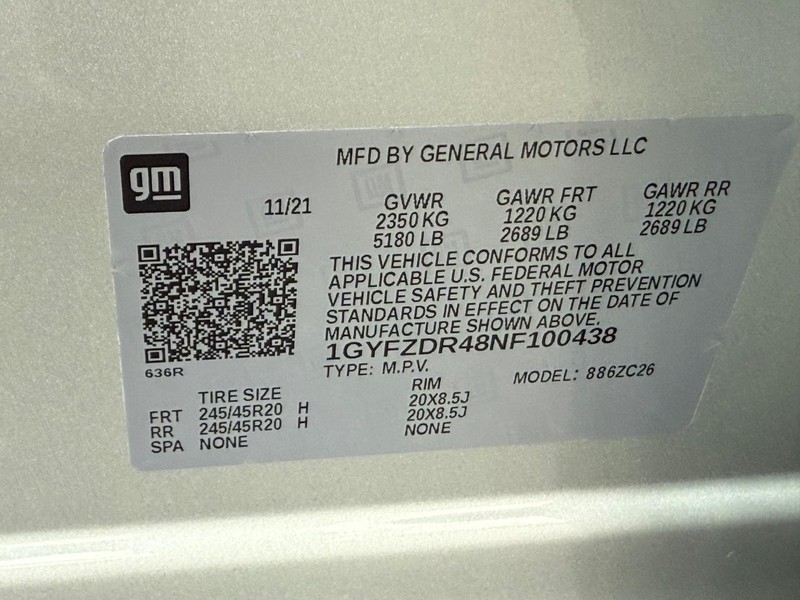 gm
MFD BY GENERAL MOTORS LLC
11/21
GVWR GAWR FRT GAWR RR
2350 KG 1220 KG 1220 KG
5180 LB 2689 LB 2689 LB
THIS VEHICLE CONFORMS TO ALL
APPLICABLE U.S. FEDERAL MOTOR
VEHICLE SAFETY AND THEFT PREVENTION
STANDARDS IN EFFECT ON THE DATE OF
MANUFACTURE SHOWN ABOVE.
1GYFZDR48NF100438
636R
TYPE: M.P.V. MODEL: 886ZC26
TIRE SIZE RIM
FRT 245/45R20 H 20X8.5J
RR 245/45R20 H 20X8.5J
SPA NONE NONE